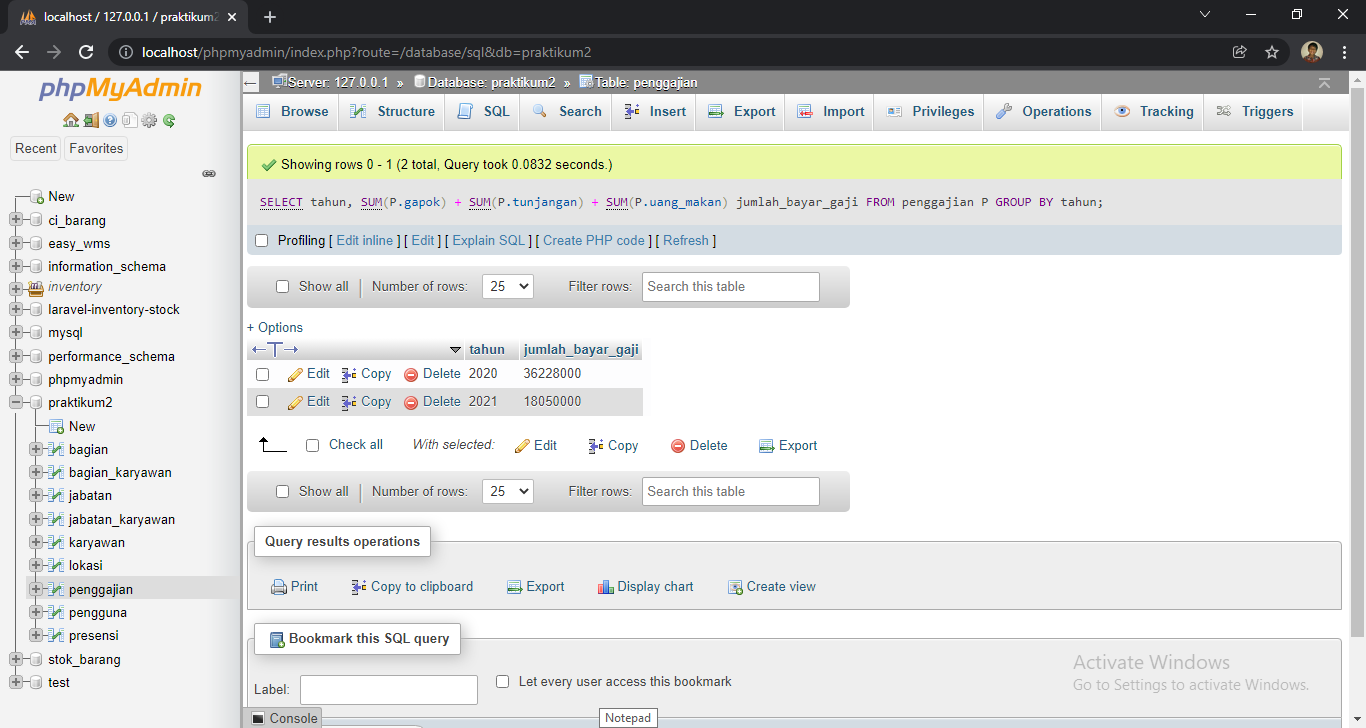 localhost / 127.0.0.1 / praktikum2
localhost/phpmyadmin/index.php?route=/database/sql&db=praktikum2
phpMyAdmin
Recent Favorites
New
ci_barang
easy_wms
information_schema
inventory
laravel-inventory-stock
mysql
performance_schema
phpmyadmin
praktikum2
New
bagian
bagian_karyawan
jabatan
jabatan_karyawan
karyawan
lokasi
penggajian
pengguna
presensi
stok_barang
test
Server: 127.0.0.1 » Database: praktikum2 » Table: penggajian
Browse Structure SQL Search Insert Export Import Privileges Operations Tracking Triggers
Showing rows 0 - 1 (2 total, Query took 0.0832 seconds.)
SELECT tahun, SUM(P.gapok) + SUM(P.tunjangan) + SUM(P.uang_makan) jumlah_bayar_gaji FROM penggajian P GROUP BY tahun;
Profiling [ Edit inline ] [ Edit ] [ Explain SQL ] [ Create PHP code ] [ Refresh ]
Show all Number of rows: 25 Filter rows: Search this table
+ Options
tahun jumlah_bayar_gaji
Edit Copy Delete 2020 36228000
Edit Copy Delete 2021 18050000
Check all With selected: Edit Copy Delete Export
Show all Number of rows: 25 Filter rows: Search this table
Query results operations
Print Copy to clipboard Export Display chart Create view
Bookmark this SQL query
Label: Let every user access this bookmark
Activate Windows
Go to Settings to activate Windows.
Console
Notepad